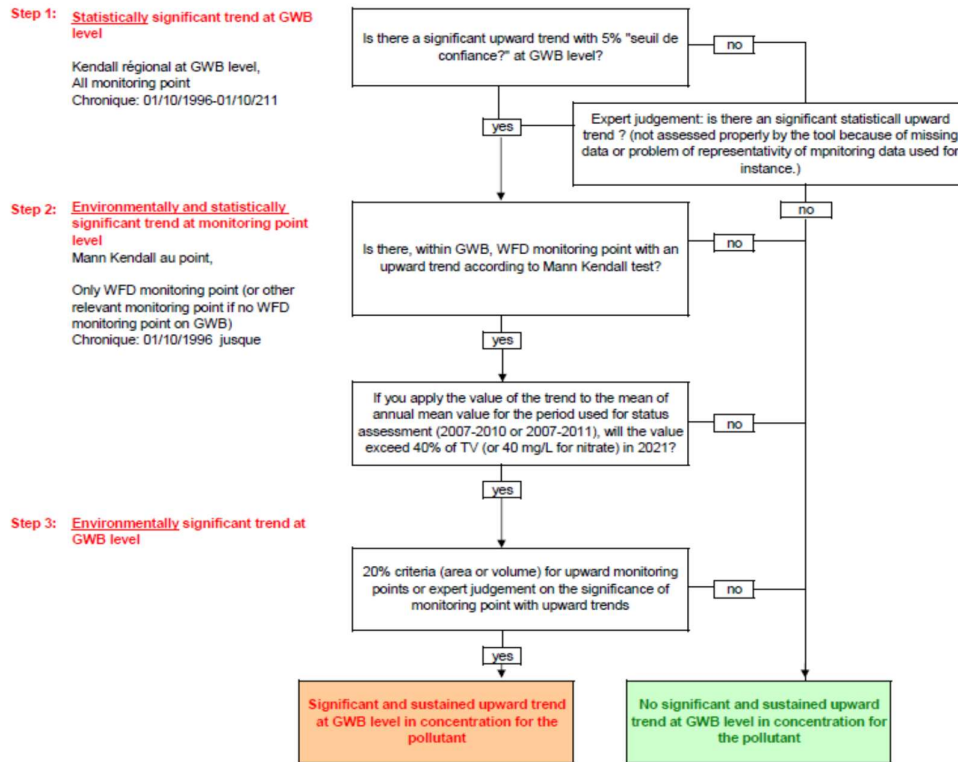 Step 1: Statistically significant trend at GWB
level
Kendall régional at GWB level,
All monitoring point
Chronique: 01/10/1996-01/10/211
Is there a significant upward trend with 5% "seuil de
confiance?" at GWB level?
no
yes
Expert judgement: is there an significant statisticall upward
trend ? (not assessed properly by the tool because of missing
data or problem of representativity of mpnitoring data used for
instance.)
no
Step 2: Environmentally and statistically
significant trend at monitoring point
level
Mann Kendall au point,
Only WFD monitoring point (or other
relevant monitoring point if no WFD
monitoring point on GWB)
Chronique: 01/10/1996 jusque
Is there, within GWB, WFD monitoring point with an
upward trend according to Mann Kendall test?
no
yes
If you apply the value of the trend to the mean of
annual mean value for the period used for status
assessment (2007-2010 or 2007-2011), will the value
exceed 40% of TV (or 40 mg/L for nitrate) in 2021?
no
yes
Step 3: Environmentally significant trend at
GWB level
20% criteria (area or volume) for upward monitoring
points or expert judgement on the significance of
monitoring point with upward trends
no
yes
Significant and sustained upward trend
at GWB level in concentration for the
pollutant
No significant and sustained upward
trend at GWB level in concentration for
the pollutant